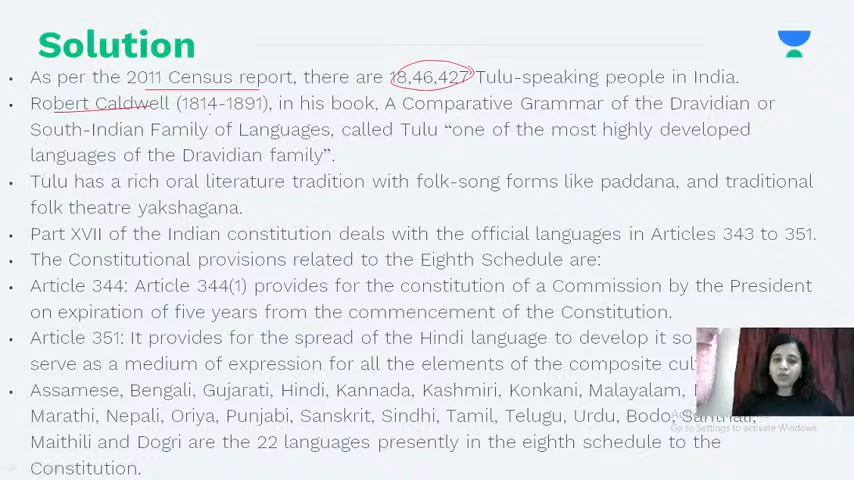 Solution
As per the 2011 Census report, there are 18,46,427 Tulu-speaking people in India.
Robert Caldwell (1814-1891), in his book, A Comparative Grammar of the Dravidian or
South-Indian Family of Languages, called Tulu “one of the most highly developed
languages of the Dravidian family”.
Tulu has a rich oral literature tradition with folk-song forms like paddana, and traditional
folk theatre yakshagana.
Part XVII of the Indian constitution deals with the official languages in Articles 343 to 351.
The Constitutional provisions related to the Eighth Schedule are:
Article 344: Article 344(1) provides for the constitution of a Commission by the President
on expiration of five years from the commencement of the Constitution.
Article 351: It provides for the spread of the Hindi language to develop it so
serve as a medium of expression for all the elements of the composite
Assamese, Bengali, Gujarati, Hindi, Kannada, Kashmiri, Konkani, Malayalam,
Marathi, Nepali, Oriya, Punjabi, Sanskrit, Sindhi, Tamil, Telugu, Urdu, Bodo, Santhali,
Go to Settings to activate Windows.
Maithili and Dogri are the 22 languages presently in the eighth schedule to the
Constitution.